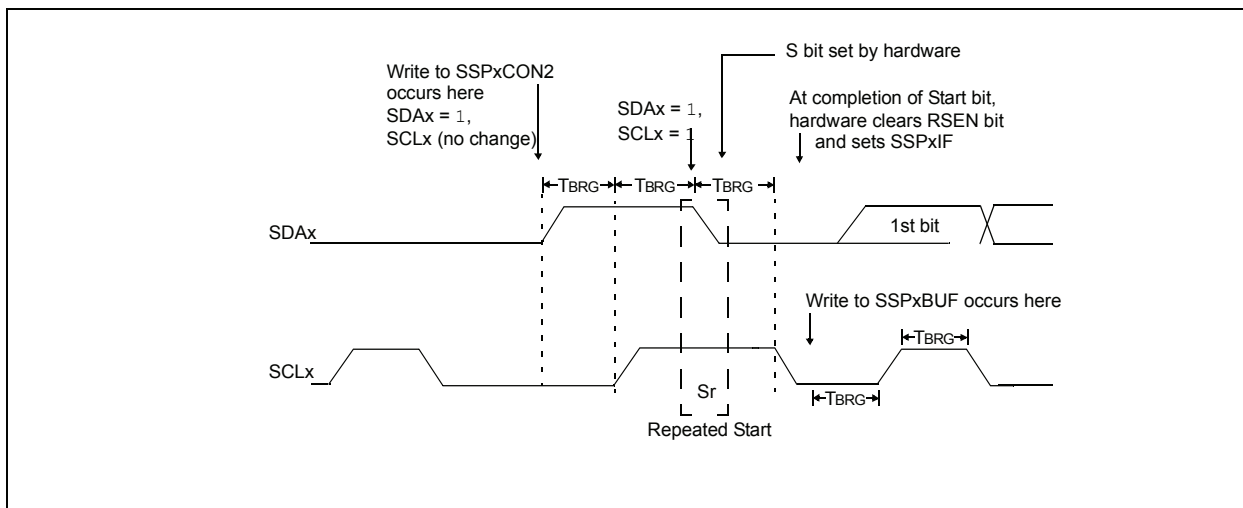 S bit set by hardware
Write to SSPxCON2
occurs here
SDAx = 1,
SCLx (no change)
SDAx = 1,
SCLx = 1
At completion of Start bit,
hardware clears RSEN bit
and sets SSPxIF
TBRG TBRG TBRG
SDAx
1st bit
Write to SSPxBUF occurs here
TBRG
SCLx
Sr
TBRG
Repeated Start